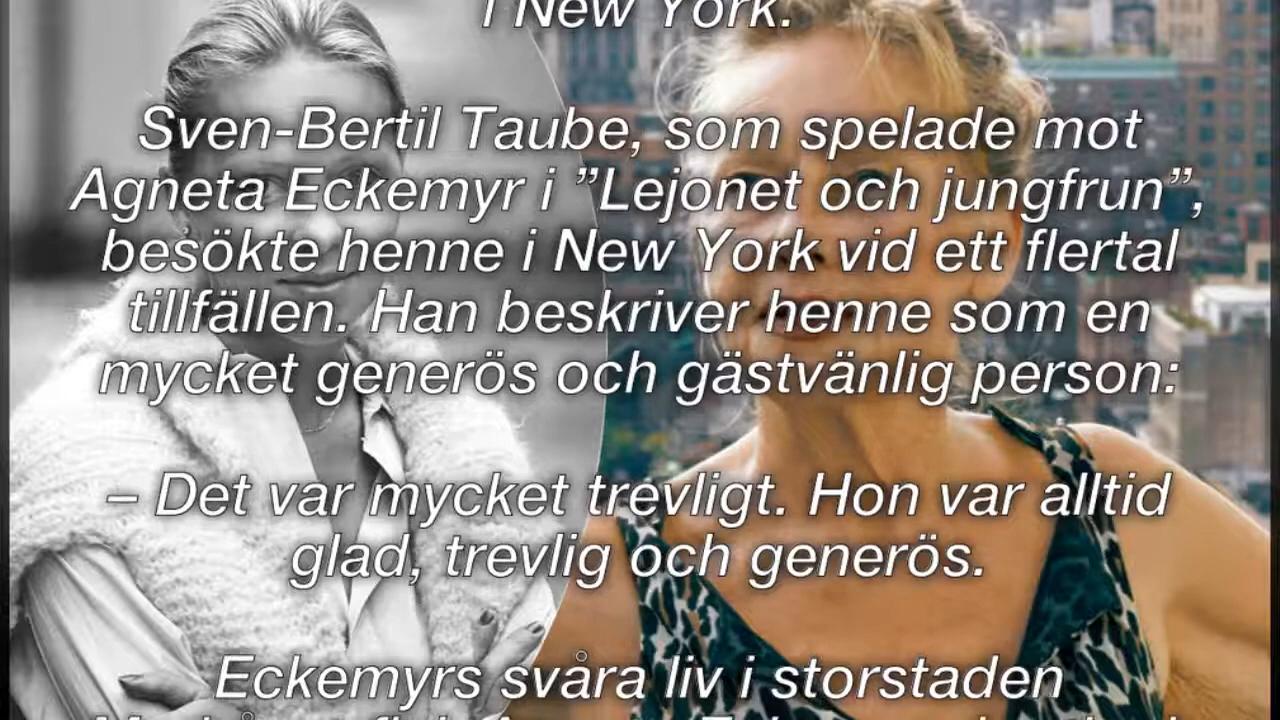 i New York.
Sven-Bertil Taube, som spelade mot
Agneta Eckemyr i ”Lejonet och jungfrun”,
besökte henne i New York vid ett flertal
tillfällen. Han beskriver henne som en
mycket generös och gästvänlig person:
– Det var mycket trevligt. Hon var alltid
glad, trevlig och generös.
Eckemyrs svåra liv i storstaden